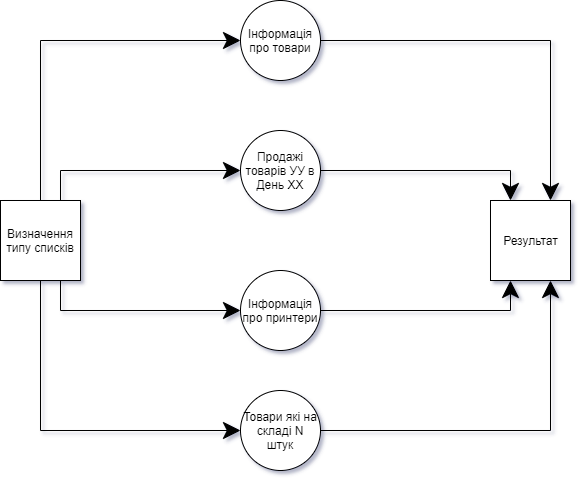 Інформація
про товари
Продажі
товарів УУ в
День ХХ
Визначення
типу списків
Результат
Інформація
про принтери
Товари які на
складі N
штук